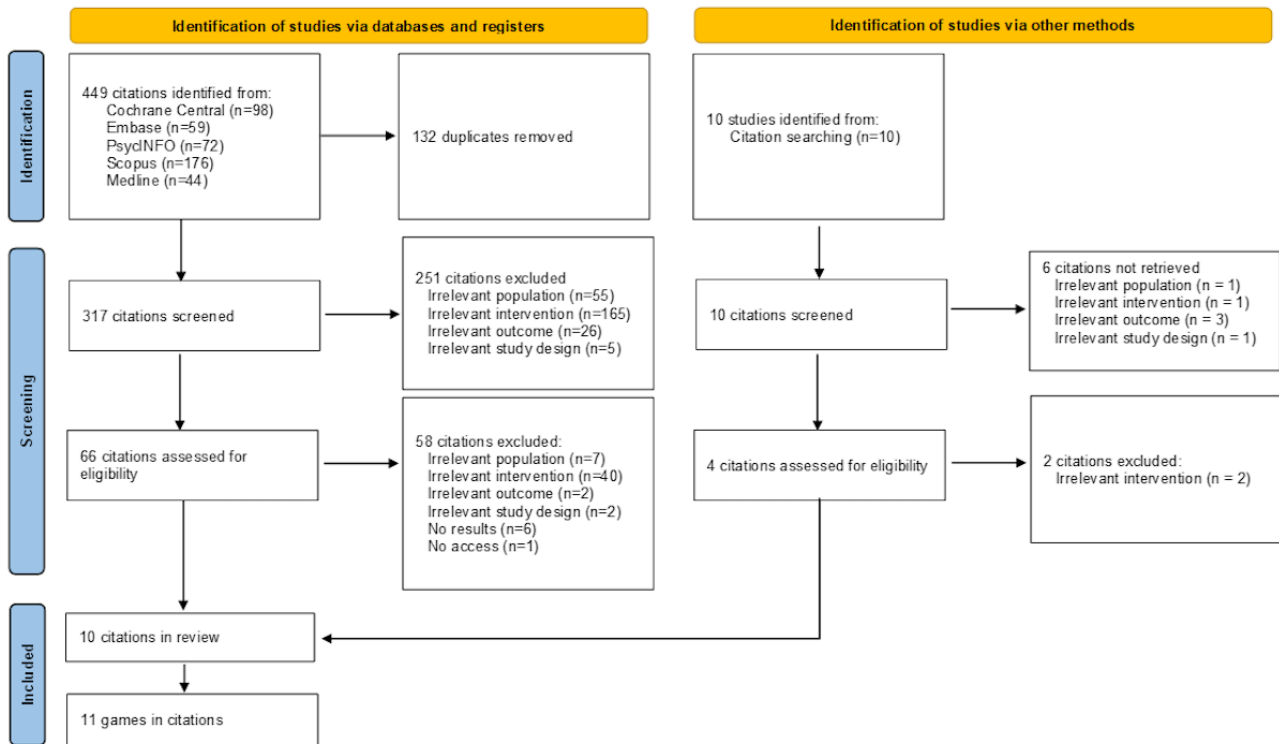 Identification of studies via databases and registers
Identification of studies via other methods
Identification
449 citations identified from:
Cochrane Central (n=98)
Embase (n=59)
PsycINFO (n=72)
Scopus (n=176)
Medline (n=44)
132 duplicates removed
10 studies identified from:
Citation searching (n=10)
Screening
317 citations screened
251 citations excluded
Irrelevant population (n=55)
Irrelevant intervention (n=165)
Irrelevant outcome (n=26)
Irrelevant study design (n=5)
10 citations screened
6 citations not retrieved
Irrelevant population (n = 1)
Irrelevant intervention (n = 1)
Irrelevant outcome (n = 3)
Irrelevant study design (n = 1)
66 citations assessed for
eligibility
58 citations excluded:
Irrelevant population (n=7)
Irrelevant intervention (n=40)
Irrelevant outcome (n=2)
Irrelevant study design (n=2)
No results (n=6)
No access (n=1)
4 citations assessed for eligibility
2 citations excluded:
Irrelevant intervention (n = 2)
Included
10 citations in review
11 games in citations